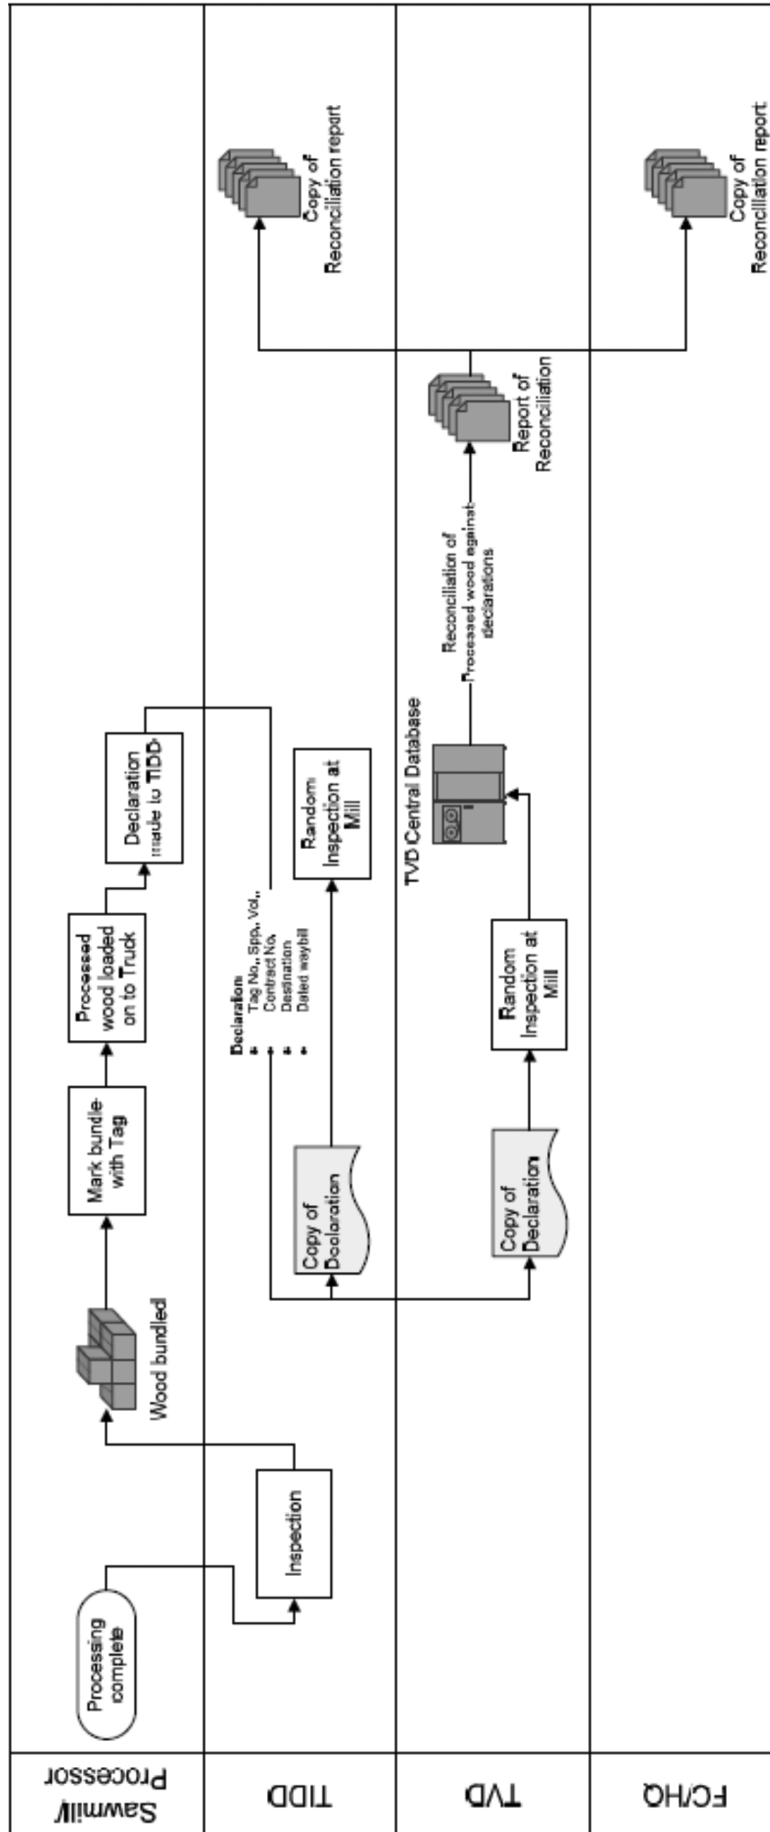 Sawmill/
Processor
Processing
complete
Wood bundled
Mark bundle
with Tag
Processed
wood loaded
on to Truck
Declaration
made to TIDD
TIDD
Inspection
Copy of
Declaration
Declaration
• Tag No., Spp., Vol.,
• Contract No.
• Destination
• Dated waybill
Random
Inspection at
Mill
Copy of
Reconciliation report
TVD
Copy of
Declaration
Random
Inspection at
Mill
TVD Central Database
Reconciliation of
Processed wood against
declarations
Report of
Reconciliation
FC/HQ
Copy of
Reconciliation report